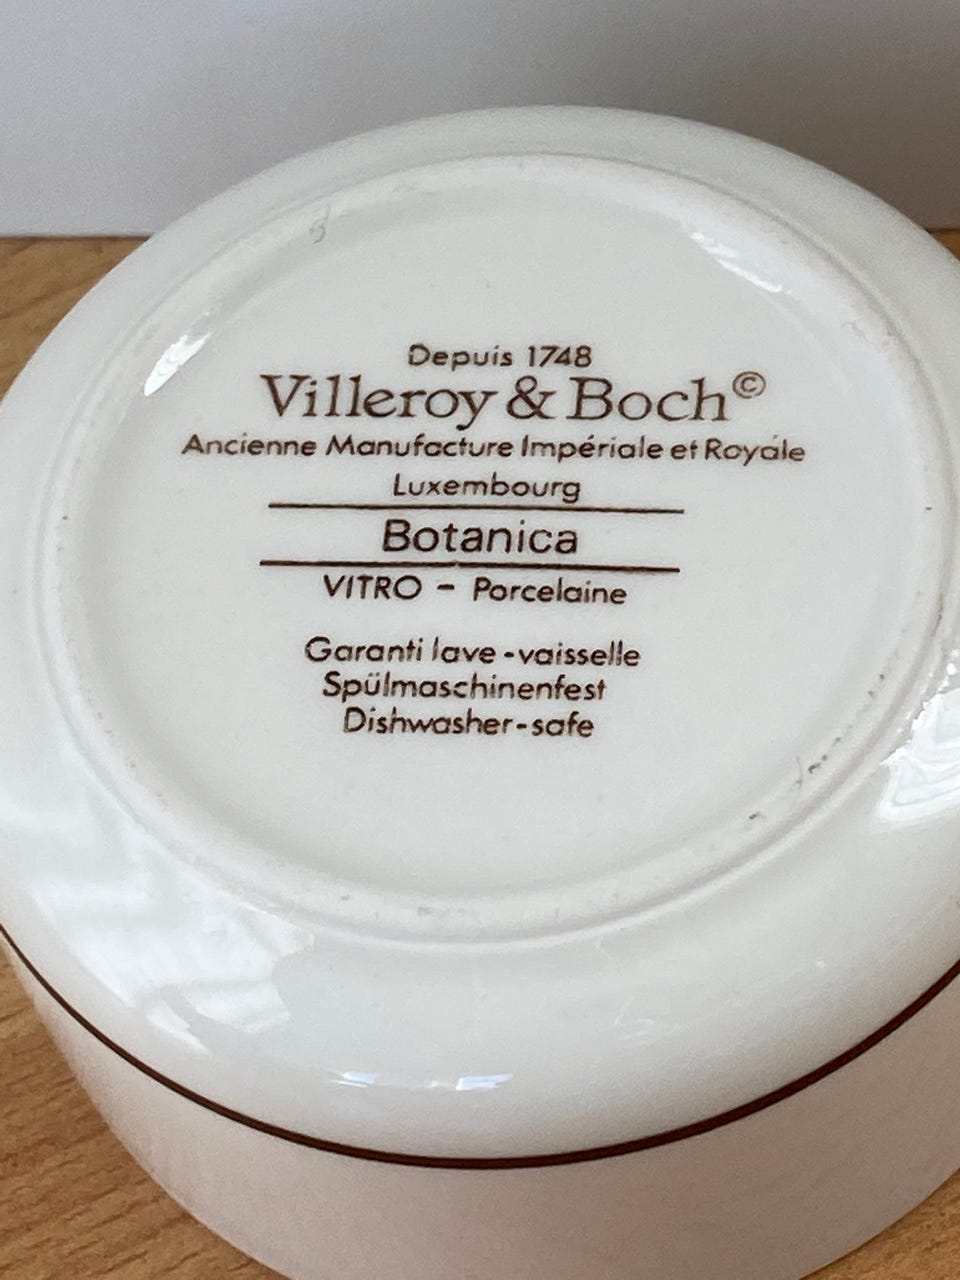 Depuis 1748
Villeroy & Boch©
Ancienne Manufacture Impériale et Royale
Luxembourg
Botanica
VITRO – Porcelaine
Garanti lave-vaisselle
Spülmaschinenfest
Dishwasher-safe